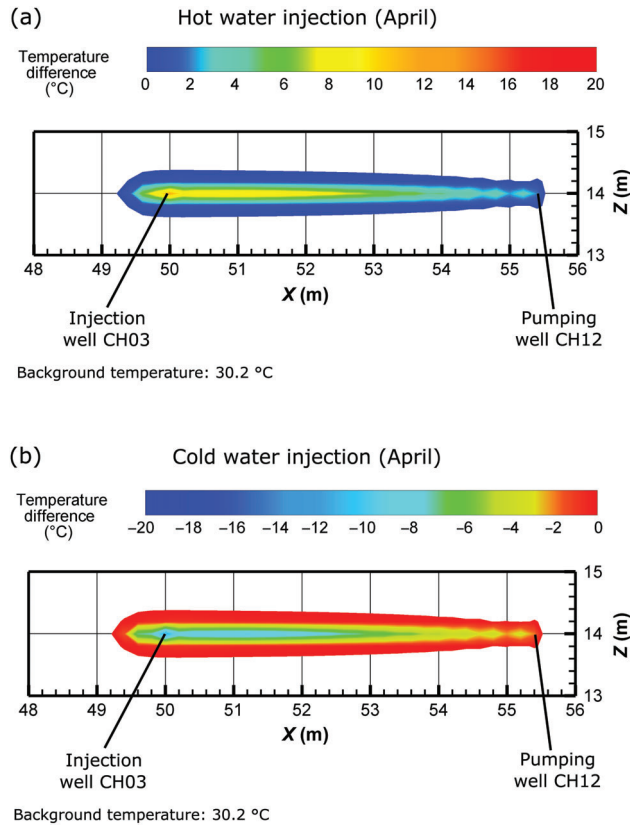 (a)
Hot water injection (April)
Temperature
difference
(°C)
0 2 4 6 8 10 12 14 16 18 20
15
14
13
Z (m)
48 49 50 51 52 53 54 55 56
X (m)
Injection
well CH03
Pumping
well CH12
Background temperature: 30.2 °C
(b)
Cold water injection (April)
Temperature
difference
(°C)
−20 −18 −16 −14 −12 −10 −8 −6 −4 −2 0
15
14
13
Z (m)
48 49 50 51 52 53 54 55 56
X (m)
Injection
well CH03
Pumping
well CH12
Background temperature: 30.2 °C